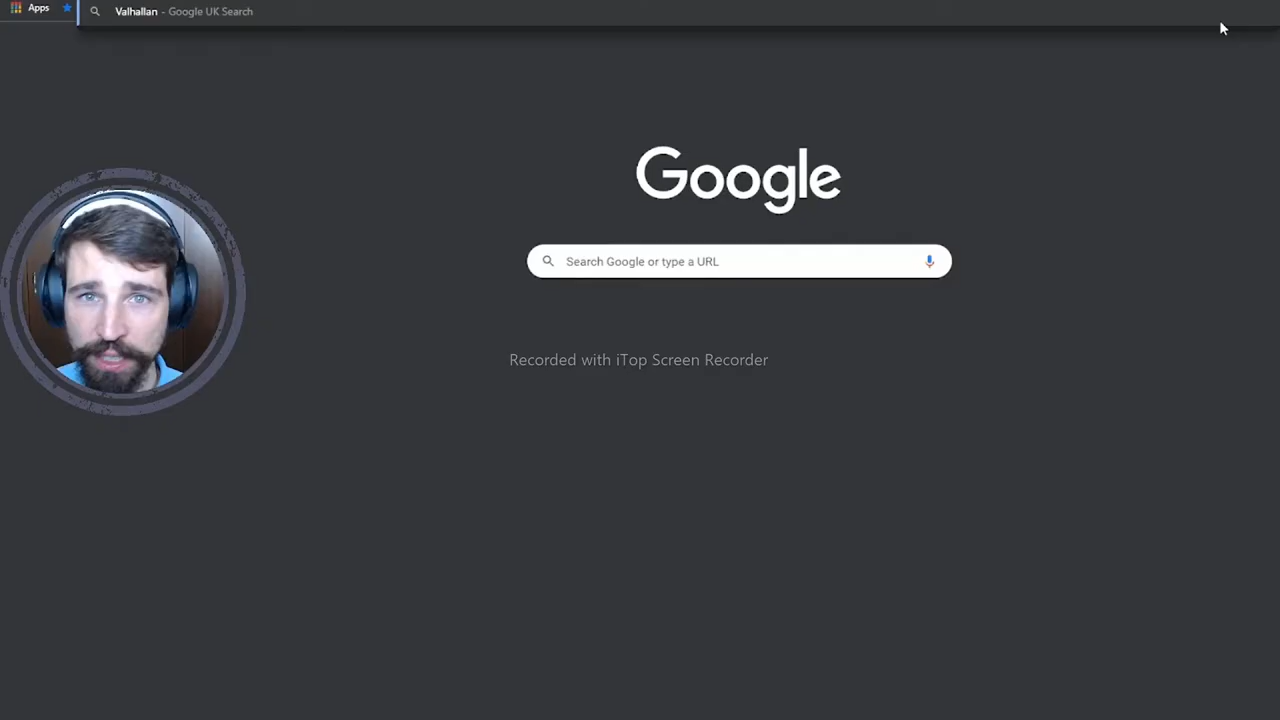 Apps
Valhallan - Google UK Search
Google
Search Google or type a URL
Recorded with iTop Screen Recorder